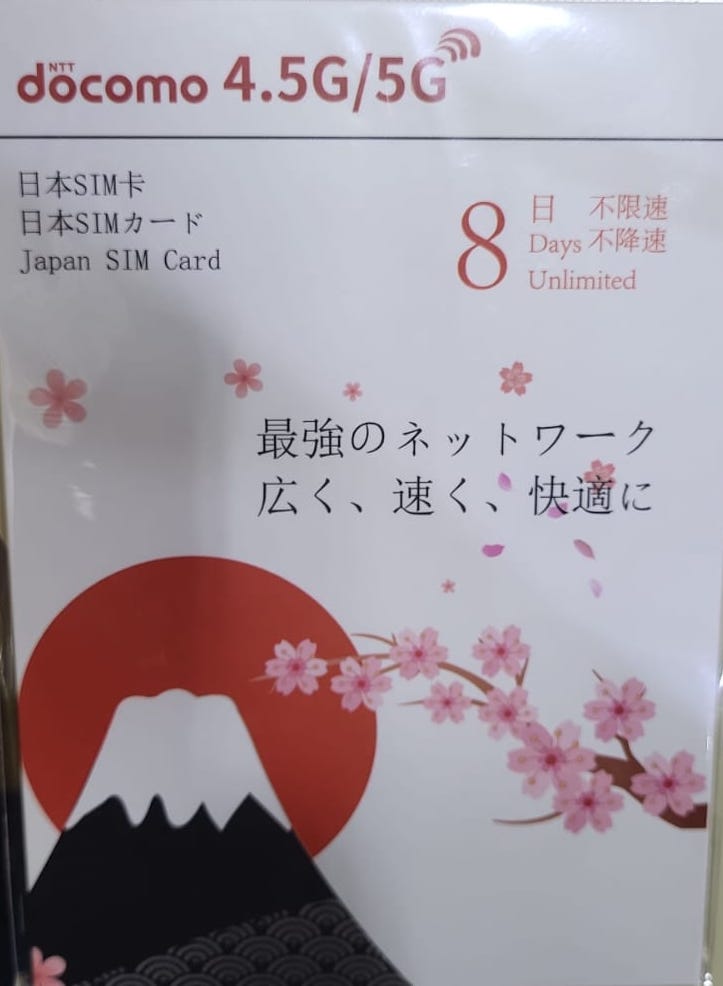 NTT
docomo 4.5G/5G
日本SIM卡
日本SIMカード
Japan SIM Card
8
日 不限速
Days 不降速
Unlimited
最強のネットワーク
広く、速く、快適に